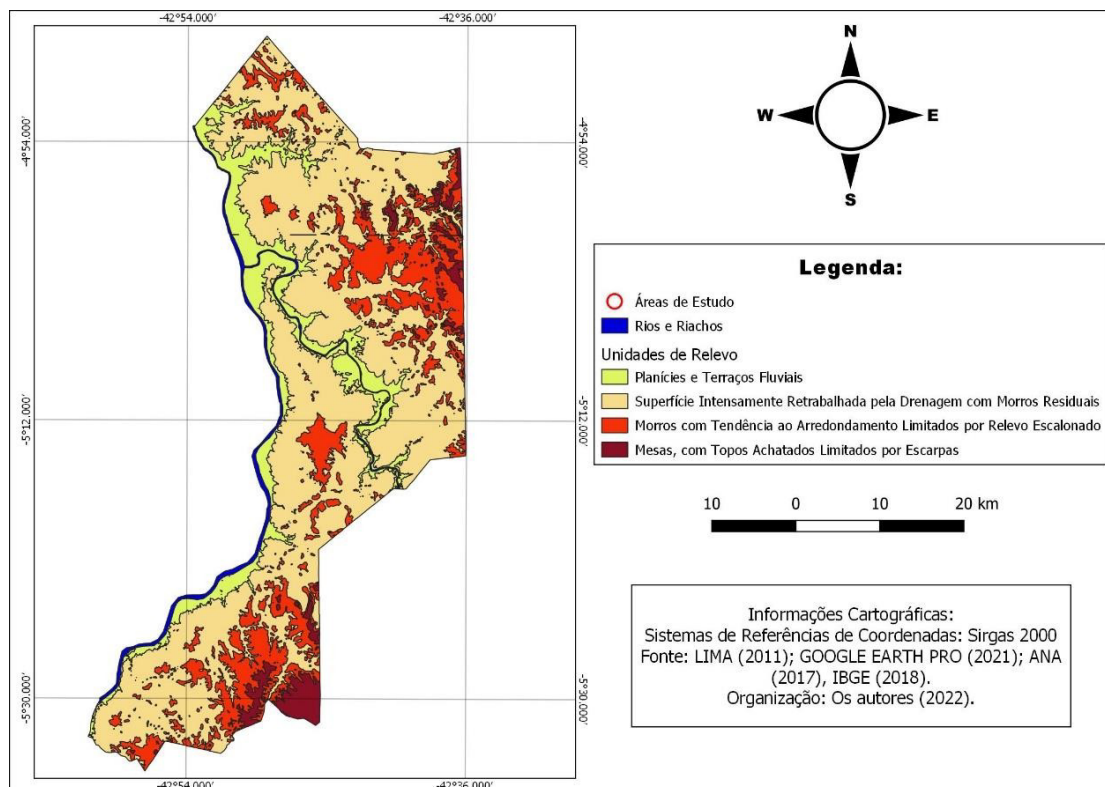 -42°54.000'
-42°36.000'
-4°54.000'
-4°54.000'
-5°12.000'
-5°12.000'
-5°30.000'
-5°30.000'
-42°54.000'
-42°36.000'
N
W
E
S
Legenda:
Áreas de Estudo
Rios e Riachos
Unidades de Relevo
Planícies e Terraços Fluviais
Superfície Intensamente Retrabalhada pela Drenagem com Morros Residuais
Morros com Tendência ao Arredondamento Limitados por Relevo Escalonado
Mesas, com Topos Achatados Limitados por Escarpas
10 0 10 20 km
Informações Cartográficas:
Sistemas de Referências de Coordenadas: Sirgas 2000
Fonte: LIMA (2011); GOOGLE EARTH PRO (2021); ANA
(2017), IBGE (2018).
Organização: Os autores (2022).